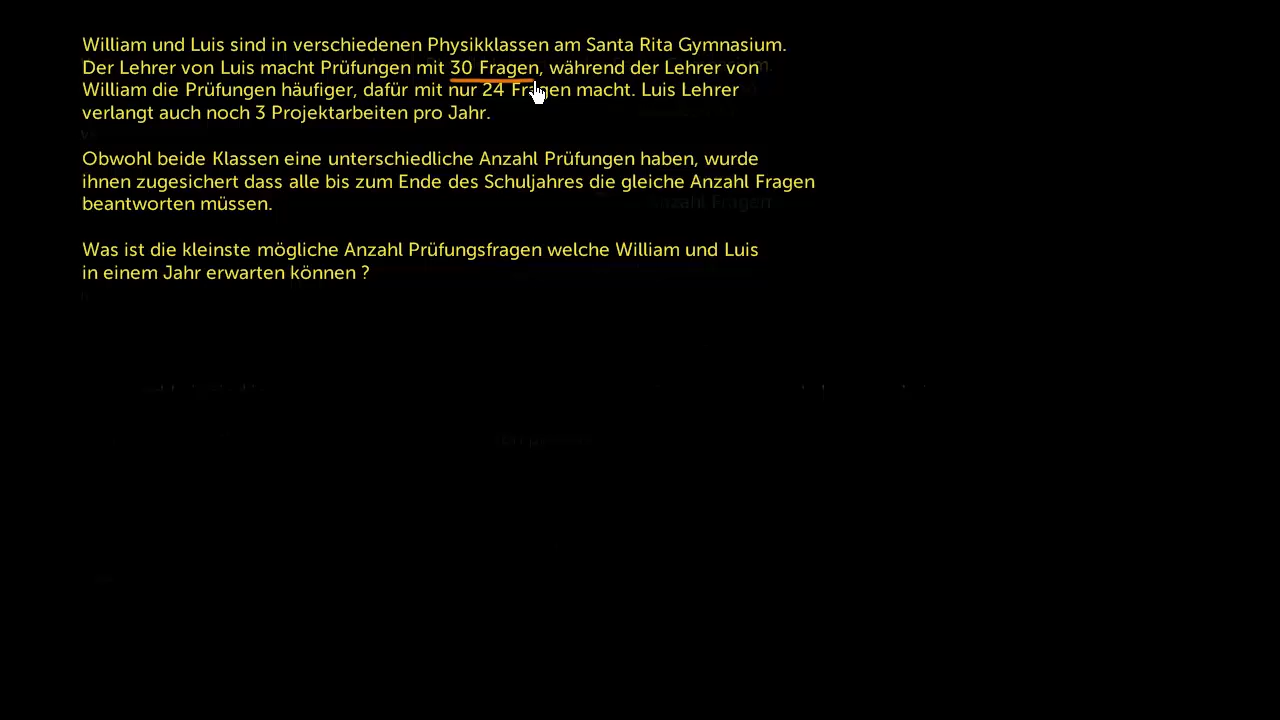 William und Luis sind in verschiedenen Physikklassen am Santa Rita Gymnasium.
Der Lehrer von Luis macht Prüfungen mit 30 Fragen, während der Lehrer von
William die Prüfungen häufiger, dafür mit nur 24 Fragen macht. Luis Lehrer
verlangt auch noch 3 Projektarbeiten pro Jahr.
Obwohl beide Klassen eine unterschiedliche Anzahl Prüfungen haben, wurde
ihnen zugesichert dass alle bis zum Ende des Schuljahres die gleiche Anzahl Fragen
beantworten müssen.
Was ist die kleinste mögliche Anzahl Prüfungsfragen welche William und Luis
in einem Jahr erwarten können ?